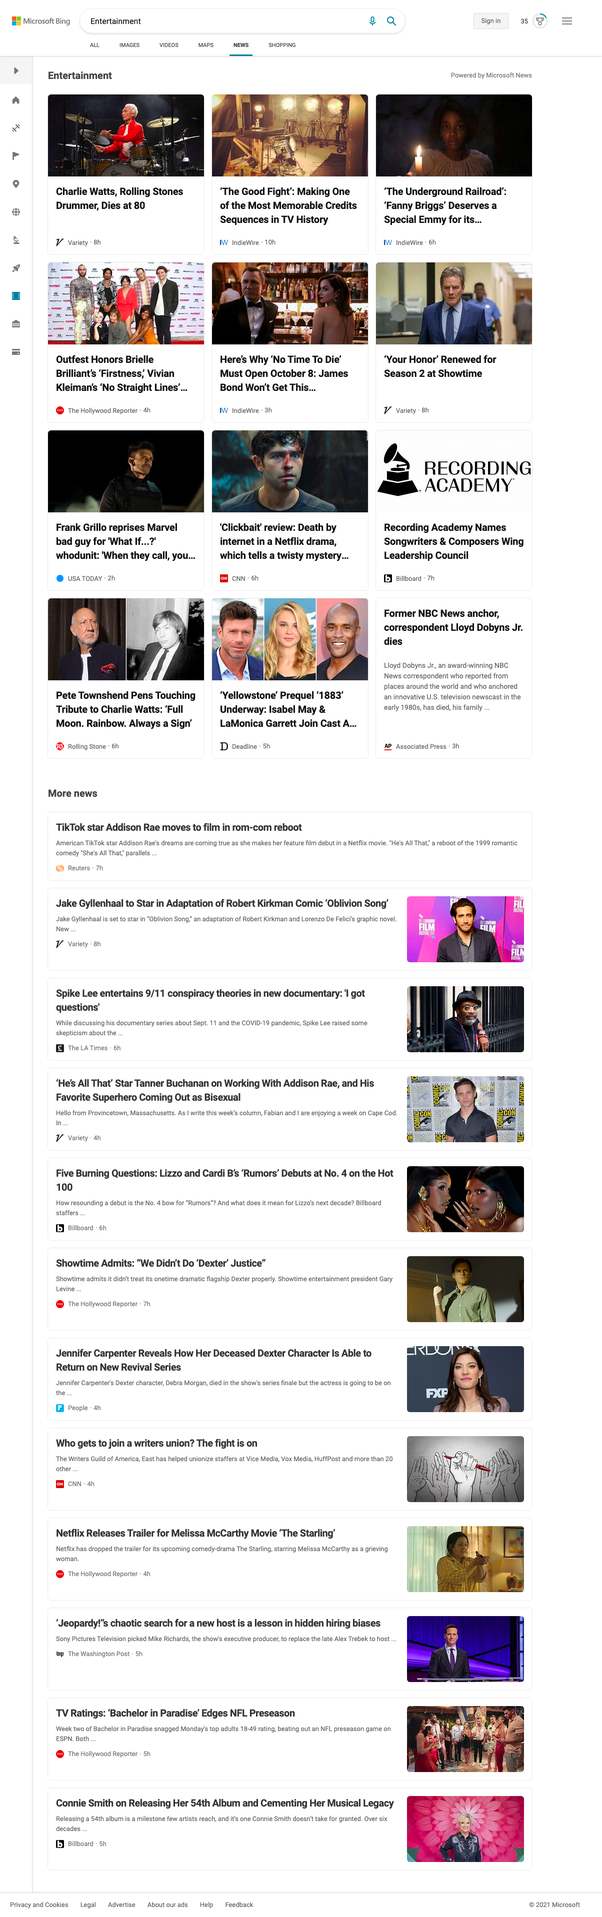 Microsoft Bing
Entertainment
Sign in
35
ALL IMAGES VIDEOS MAPS NEWS SHOPPING
Entertainment
Powered by Microsoft News
Charlie Watts, Rolling Stones
Drummer, Dies at 80
Variety · 8h
'The Good Fight': Making One
of the Most Memorable Credits
Sequences in TV History
IW IndieWire · 10h
'The Underground Railroad':
'Fanny Briggs' Deserves a
Special Emmy for its...
IW IndieWire · 6h
Outfest Honors Brielle
Brilliant's 'Firstness,' Vivian
Kleiman's 'No Straight Lines'...
The Hollywood Reporter · 4h
Here's Why 'No Time To Die'
Must Open October 8: James
Bond Won't Get This...
IW IndieWire · 3h
'Your Honor' Renewed for
Season 2 at Showtime
Variety · 8h
Frank Grillo reprises Marvel
bad guy for 'What If...?'
whodunit: 'When they call, you...
USA TODAY · 2h
'Clickbait' review: Death by
internet in a Netflix drama,
which tells a twisty mystery...
CNN · 6h
RECORDING
ACADEMY
Recording Academy Names
Songwriters & Composers Wing
Leadership Council
Billboard · 7h
Pete Townshend Pens Touching
Tribute to Charlie Watts: 'Full
Moon. Rainbow. Always a Sign'
Rolling Stone · 6h
'Yellowstone' Prequel '1883'
Underway: Isabel May &
LaMonica Garrett Join Cast A...
Deadline · 5h
Former NBC News anchor,
correspondent Lloyd Dobyns Jr.
dies
Lloyd Dobyns Jr., an award-winning NBC
News correspondent who reported from
places around the world and who anchored
an innovative U.S. television newscast in the
early 1980s, has died, his family ...
AP Associated Press · 3h
More news
TikTok star Addison Rae moves to film in rom-com reboot
American TikTok star Addison Rae's dreams are coming true as she makes her feature film debut in a Netflix movie. "He's All That," a reboot of the 1999 romantic
comedy "She's All That," parallels ...
Reuters · 7h
Jake Gyllenhaal to Star in Adaptation of Robert Kirkman Comic 'Oblivion Song'
Jake Gyllenhaal is set to star in "Oblivion Song," an adaptation of Robert Kirkman and Lorenzo De Felici's graphic novel.
New ...
Variety · 8h
Spike Lee entertains 9/11 conspiracy theories in new documentary: 'I got
questions'
While discussing his documentary series about Sept. 11 and the COVID-19 pandemic, Spike Lee raised some
skepticism about the ...
The LA Times · 6h
'He's All That' Star Tanner Buchanan on Working With Addison Rae, and His
Favorite Superhero Coming Out as Bisexual
Hello from Provincetown, Massachusetts. As I write this week's column, Fabian and I are enjoying a week on Cape Cod.
In ...
Variety · 4h
Five Burning Questions: Lizzo and Cardi B's 'Rumors' Debuts at No. 4 on the Hot
100
How resounding a debut is the No. 4 bow for "Rumors"? And what does it mean for Lizzo's next decade? Billboard
staffers ...
Billboard · 6h
Showtime Admits: "We Didn't Do 'Dexter' Justice"
Showtime admits it didn't treat its onetime dramatic flagship Dexter properly. Showtime entertainment president Gary
Levine ...
The Hollywood Reporter · 7h
Jennifer Carpenter Reveals How Her Deceased Dexter Character Is Able to
Return on New Revival Series
Jennifer Carpenter's Dexter character, Debra Morgan, died in the show's series finale but the actress is going to be on
the ...
People · 4h
Who gets to join a writers union? The fight is on
The Writers Guild of America, East has helped unionize staffers at Vice Media, Vox Media, HuffPost and more than 20
other ...
CNN · 4h
Netflix Releases Trailer for Melissa McCarthy Movie 'The Starling'
Netflix has dropped the trailer for its upcoming comedy-drama The Starling, starring Melissa McCarthy as a grieving
woman.
The Hollywood Reporter · 4h
'Jeopardy!'’s chaotic search for a new host is a lesson in hidden hiring biases
Sony Pictures Television picked Mike Richards, the show's executive producer, to replace the late Alex Trebek to host ...
The Washington Post · 5h
TV Ratings: 'Bachelor in Paradise' Edges NFL Preseason
Week two of Bachelor in Paradise snagged Monday's top adults 18-49 rating, beating out an NFL preseason game on
ESPN. Both ...
The Hollywood Reporter · 5h
Connie Smith on Releasing Her 54th Album and Cementing Her Musical Legacy
Releasing a 54th album is a milestone few artists reach, and it's one Connie Smith doesn't take for granted. Over six
decades ...
Billboard · 5h
Privacy and Cookies Legal Advertise About our ads Help Feedback
© 2021 Microsoft